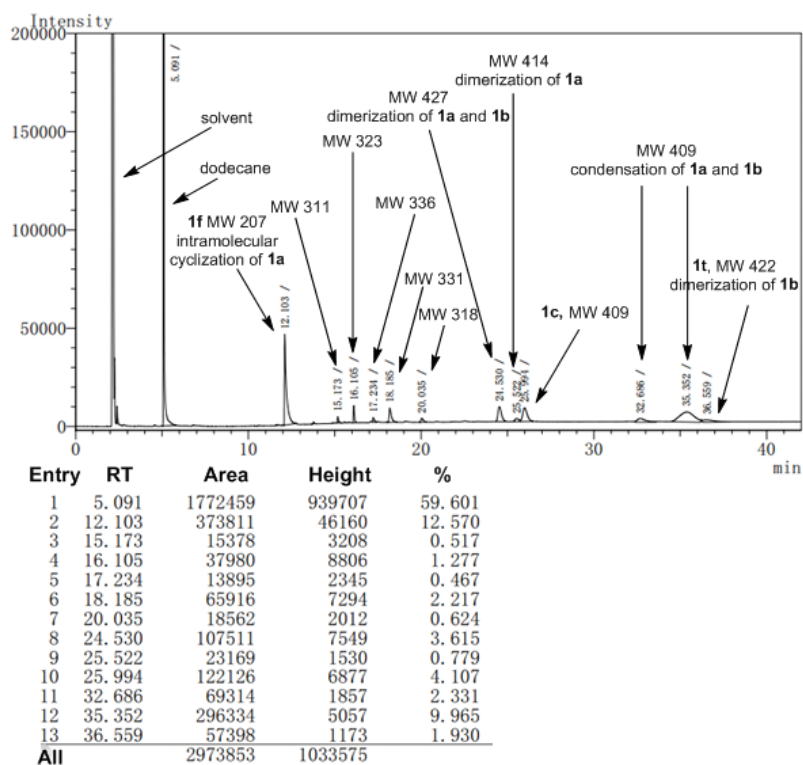 Intensity
200000
150000
100000
50000
0
0
10
20
30
40
min
solvent
dodecane
1f MW 207
intramolecular
cyclization of 1a
MW 311
MW 323
MW 336
MW 331
MW 318
MW 427
dimerization of 1a and 1b
MW 414
dimerization of 1a
1c, MW 409
MW 409
condensation of 1a and 1b
1t, MW 422
dimerization of 1b
5.091 /
12.103 /
15.173 /
16.105 /
17.234 /
18.185 /
20.035 /
24.530 /
25.522 /
25.994 /
32.686 /
35.352 /
36.559 /
Entry RT Area Height %
1 5.091 1772459 939707 59.601
2 12.103 373811 46160 12.570
3 15.173 15378 3208 0.517
4 16.105 37980 8806 1.277
5 17.234 13895 2345 0.467
6 18.185 65916 7294 2.217
7 20.035 18562 2012 0.624
8 24.530 107511 7549 3.615
9 25.522 23169 1530 0.779
10 25.994 122126 6877 4.107
11 32.686 69314 1857 2.331
12 35.352 296334 5057 9.965
13 36.559 57398 1173 1.930
All 2973853 1033575